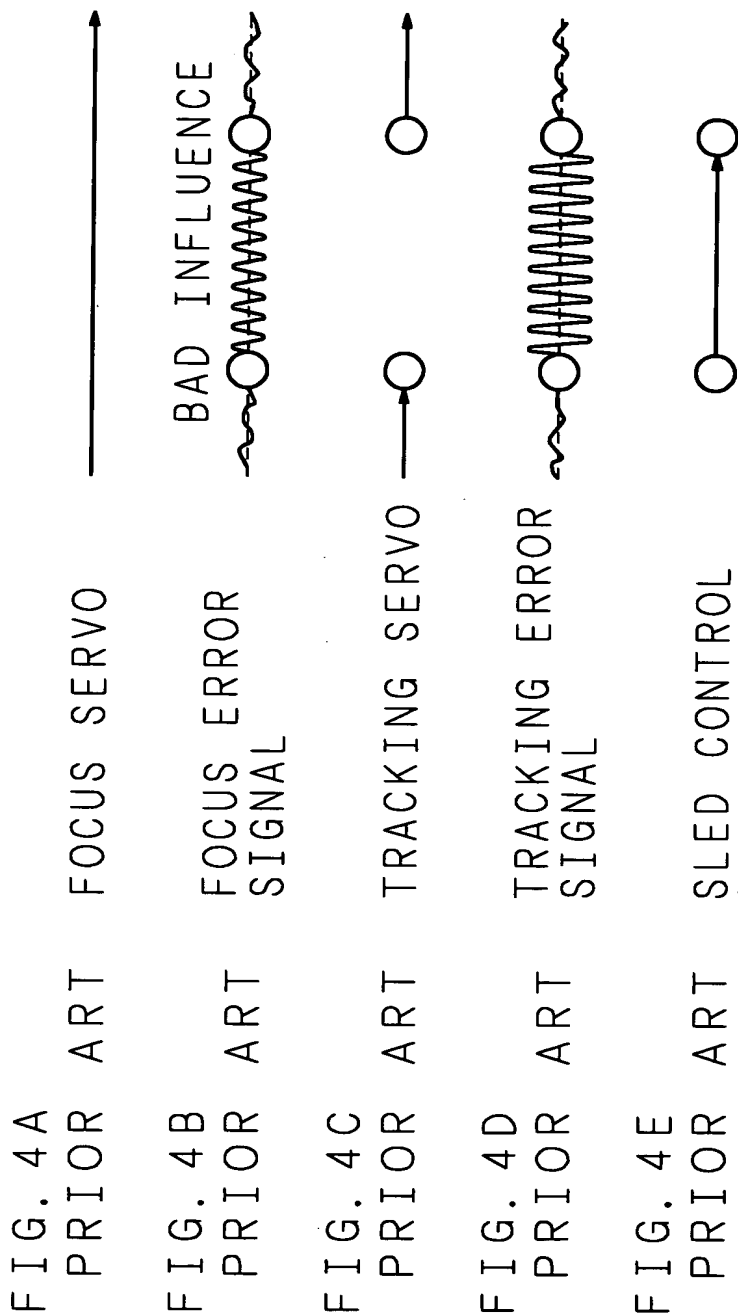 FIG. 4A
PRIOR ART FOCUS SERVO
BAD INFLUENCE
FIG. 4B
PRIOR ART FOCUS ERROR
SIGNAL
FIG. 4C
PRIOR ART TRACKING SERVO
FIG. 4D
PRIOR ART TRACKING ERROR
SIGNAL
FIG. 4E
PRIOR ART SLED CONTROL